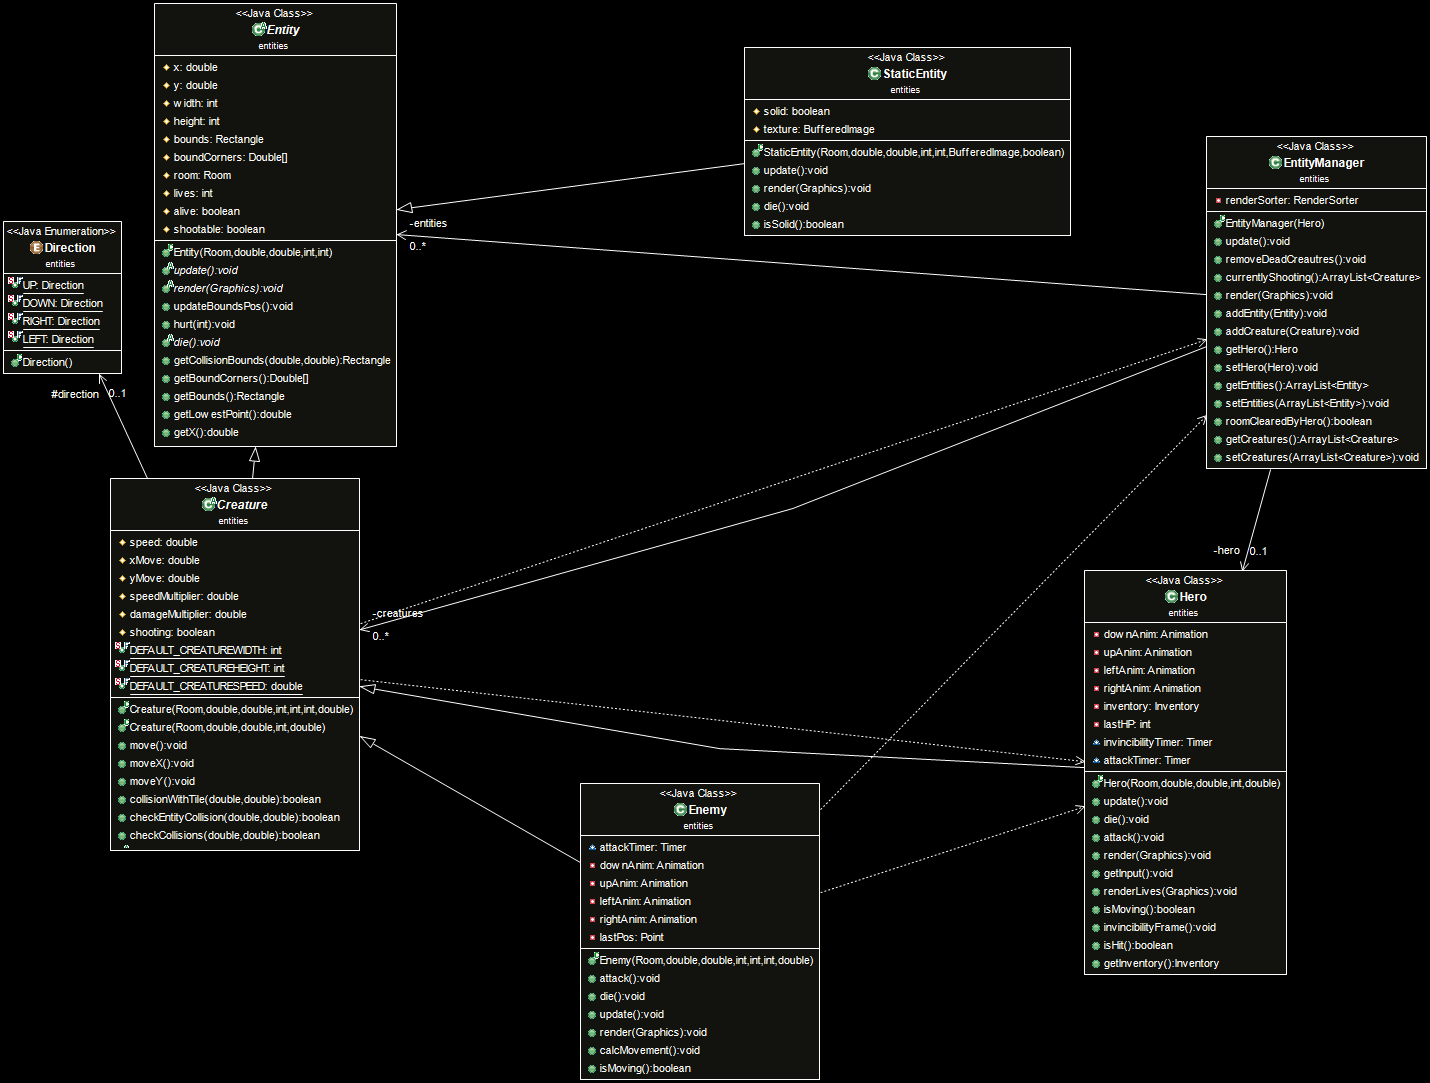 <<Java Class>>
Entity
entities
x: double
y: double
width: int
height: int
bounds: Rectangle
boundCorners: Double[]
room: Room
lives: int
alive: boolean
shootable: boolean
Entity(Room,double,double,int,int)
update():void
render(Graphics):void
updateBoundsPos():void
hurt(int):void
die():void
getCollisionBounds(double,double):Rectangle
getBoundCorners():Double[]
getBounds():Rectangle
getLowestPoint():double
getX():double
<<Java Class>>
StaticEntity
entities
solid: boolean
texture: BufferedImage
StaticEntity(Room,double,double,int,int,BufferedImage,boolean)
update():void
render(Graphics):void
die():void
isSolid():boolean
<<Java Class>>
EntityManager
entities
renderSorter: RenderSorter
EntityManager(Hero)
update():void
removeDeadCreautres():void
currentlyShooting():ArrayList<Creature>
render(Graphics):void
addEntity(Entity):void
addCreature(Creature):void
getHero():Hero
setHero(Hero):void
getEntities():ArrayList<Entity>
setEntities(ArrayList<Entity>):void
roomClearedByHero():boolean
getCreatures():ArrayList<Creature>
setCreatures(ArrayList<Creature>):void
-entities
0..*
<<Java Enumeration>>
Direction
entities
UP: Direction
DOWN: Direction
RIGHT: Direction
LEFT: Direction
Direction()
#direction
0..1
<<Java Class>>
Creature
entities
speed: double
xMove: double
yMove: double
speedMultiplier: double
damageMultiplier: double
shooting: boolean
DEFAULT_CREATUREWIDTH: int
DEFAULT_CREATUREHEIGHT: int
DEFAULT_CREATURESPEED: double
Creature(Room,double,double,int,int,int,double)
Creature(Room,double,double,int,double)
move():void
moveX():void
moveY():void
collisionWithTile(double,double):boolean
checkEntityCollision(double,double):boolean
checkCollisions(double,double):boolean
-creatures
0..*
-hero
0..1
<<Java Class>>
Hero
entities
downAnim: Animation
upAnim: Animation
leftAnim: Animation
rightAnim: Animation
inventory: Inventory
lastHP: int
invincibilityTimer: Timer
attackTimer: Timer
Hero(Room,double,double,int,double)
update():void
die():void
attack():void
render(Graphics):void
getInput():void
renderLives(Graphics):void
isMoving():boolean
invincibilityFrame():void
isHit():boolean
getInventory():Inventory
<<Java Class>>
Enemy
entities
attackTimer: Timer
downAnim: Animation
upAnim: Animation
leftAnim: Animation
rightAnim: Animation
lastPos: Point
Enemy(Room,double,double,int,int,int,double)
attack():void
die():void
update():void
render(Graphics):void
calcMovement():void
isMoving():boolean